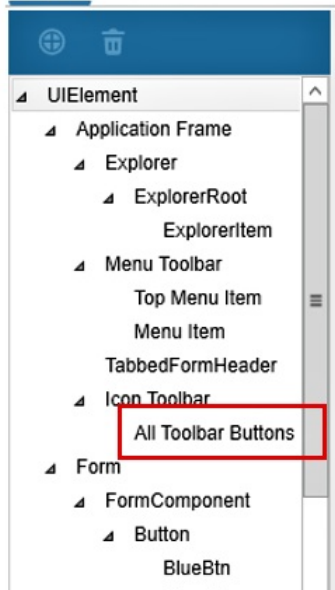 UIElement
Application Frame
Explorer
ExplorerRoot
ExplorerItem
Menu Toolbar
Top Menu Item
Menu Item
TabbedFormHeader
Icon Toolbar
All Toolbar Buttons
Form
FormComponent
Button
BlueBtn